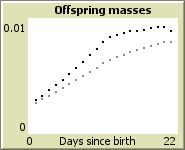 Offspring masses
0.01
0
0 Days since birth 22